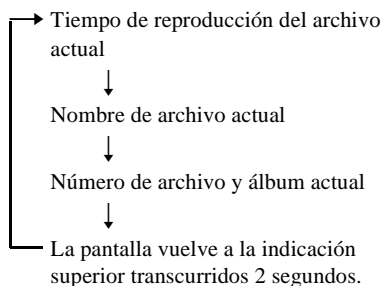 Tiempo de reproducción del archivo
actual
Nombre de archivo actual
Número de archivo y álbum actual
La pantalla vuelve a la indicación
superior transcurridos 2 segundos.